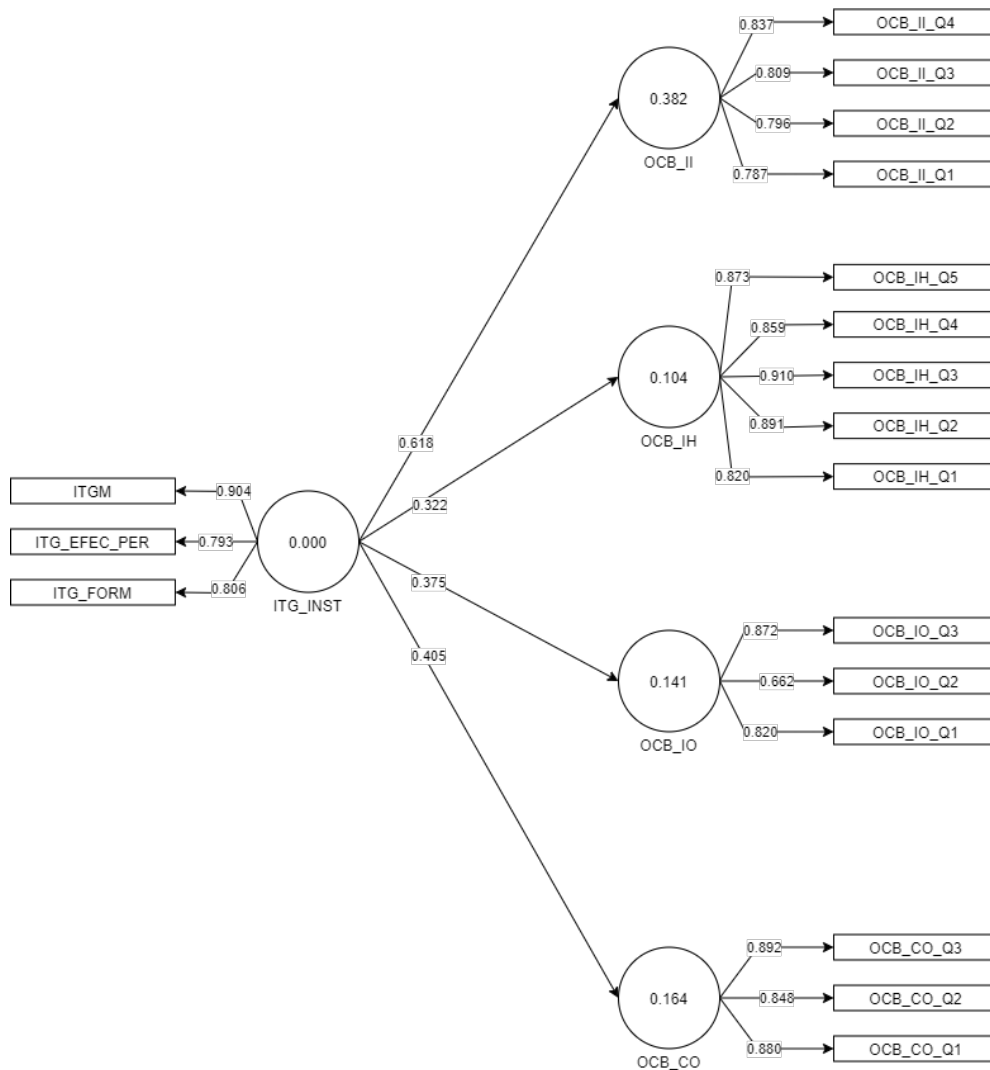 0.837
OCB_II_Q4
0.809
OCB_II_Q3
0.382
0.796
OCB_II_Q2
OCB_II
0.787
OCB_II_Q1
0.873
OCB_IH_Q5
0.859
OCB_IH_Q4
0.104
0.910
OCB_IH_Q3
0.891
OCB_IH_Q2
OCB_IH
0.820
OCB_IH_Q1
0.618
0.322
ITGM
0.904
ITG_EFEC_PER
0.793
0.000
ITG_FORM
0.806
ITG_INST
0.375
0.405
0.872
OCB_IO_Q3
0.141
0.662
OCB_IO_Q2
OCB_IO
0.820
OCB_IO_Q1
0.892
OCB_CO_Q3
0.164
0.848
OCB_CO_Q2
OCB_CO
0.880
OCB_CO_Q1